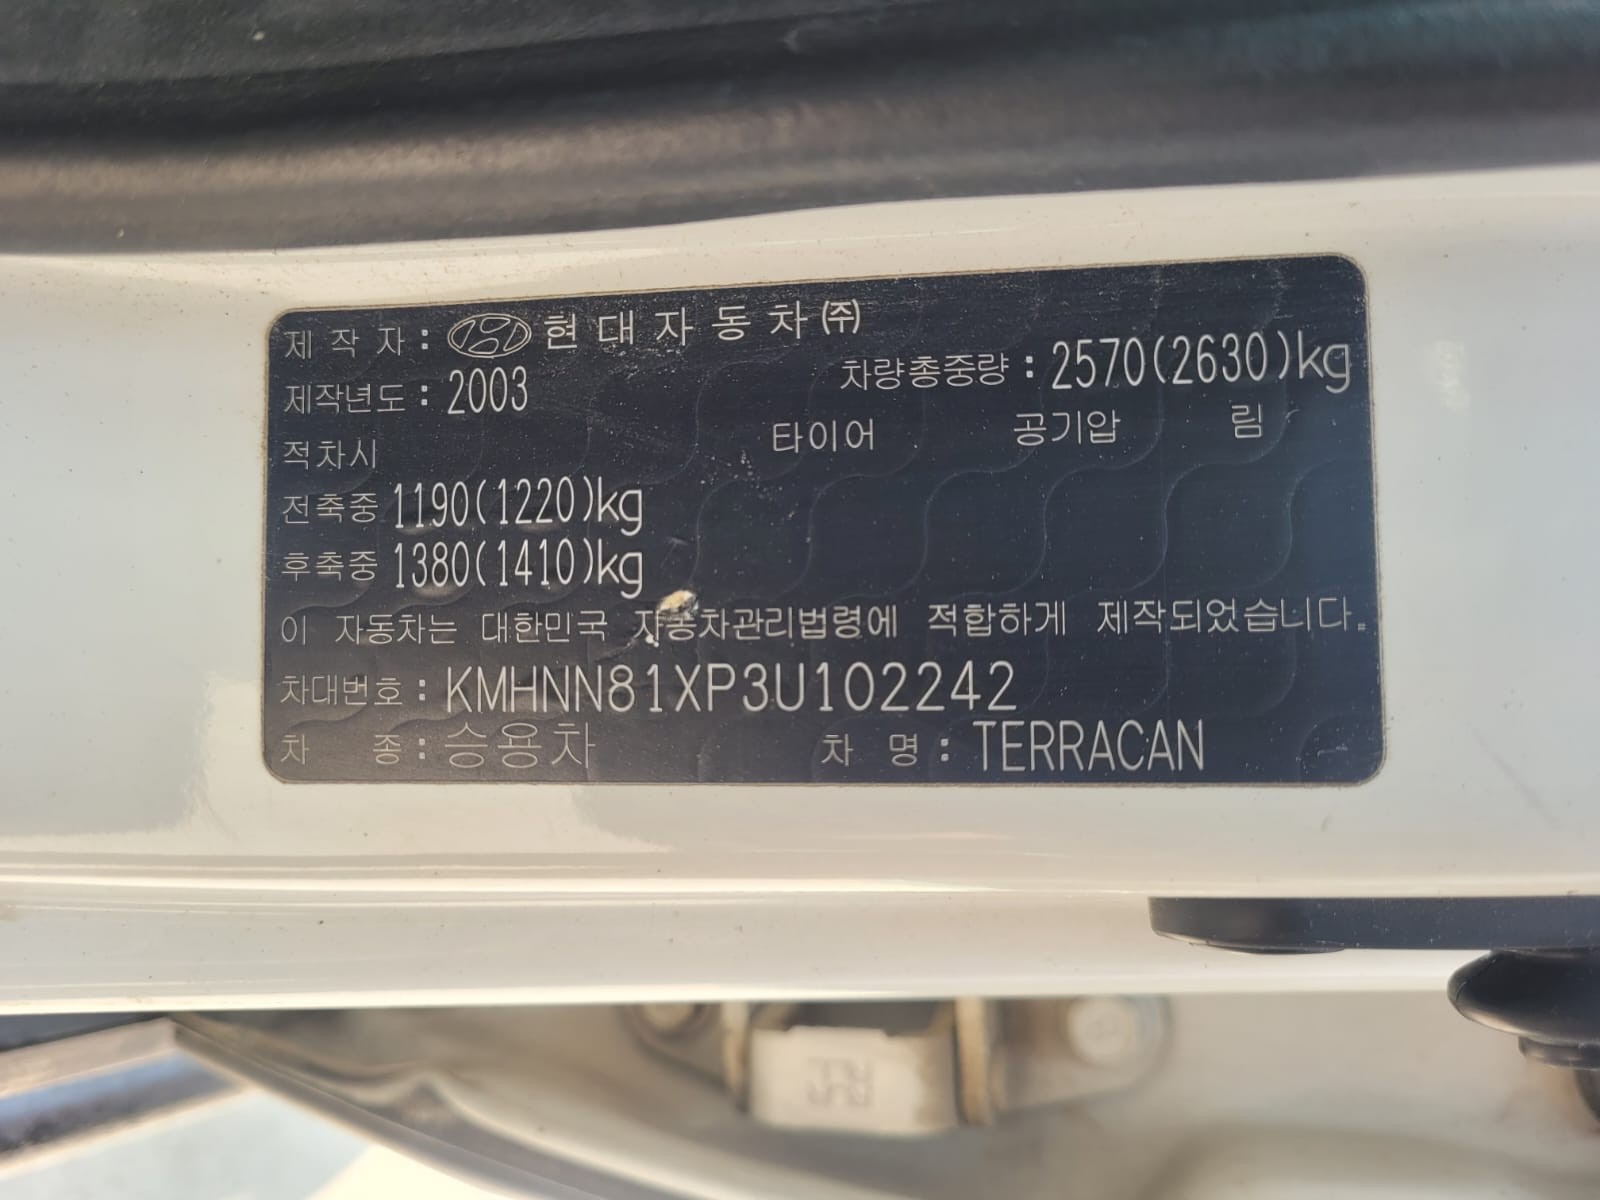 제 작 자 : 현대자동차㈜
제작년도 : 2003
차량총중량 : 2570(2630)kg
적차시 타이어 공기압 림
전축중 1190(1220)kg
후축중 1380(1410)kg
이 자동차는 대한민국 자동차관리법령에 적합하게 제작되었습니다.
차대번호 : KMHNN81XP3U102242
차 종 : 승용차 차 명 : TERRACAN